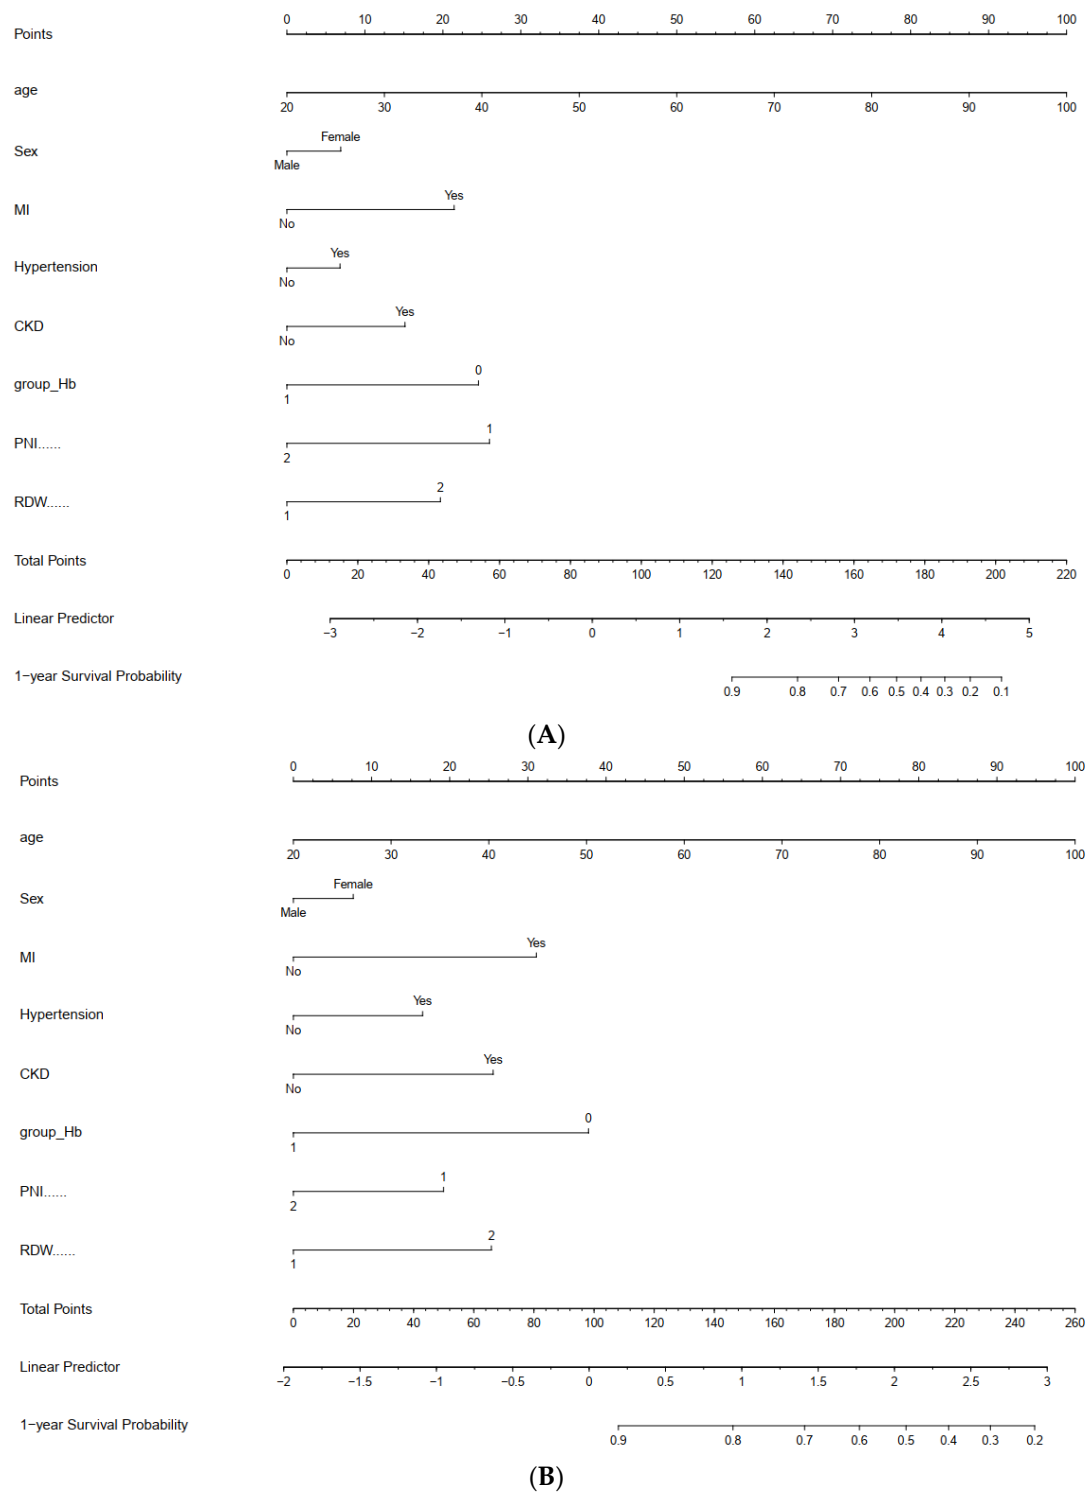 0 10 20 30 40 50 60 70 80 90 100
Points
age
20 30 40 50 60 70 80 90 100
Female
Sex
Male
Yes
MI
No
Yes
Hypertension
No
Yes
CKD
No
0
group_Hb
1
1
PNI......
2
2
RDW......
1
Total Points
0 20 40 60 80 100 120 140 160 180 200 220
Linear Predictor
−3 −2 −1 0 1 2 3 4 5
1−year Survival Probability
0.9 0.8 0.7 0.6 0.5 0.4 0.3 0.2 0.1
(A)
0 10 20 30 40 50 60 70 80 90 100
Points
age
20 30 40 50 60 70 80 90 100
Female
Sex
Male
Yes
MI
No
Yes
Hypertension
No
Yes
CKD
No
0
group_Hb
1
1
PNI......
2
2
RDW......
1
Total Points
0 20 40 60 80 100 120 140 160 180 200 220 240 260
Linear Predictor
−2 −1.5 −1 −0.5 0 0.5 1 1.5 2 2.5 3
1−year Survival Probability
0.9 0.8 0.7 0.6 0.5 0.4 0.3 0.2
(B)